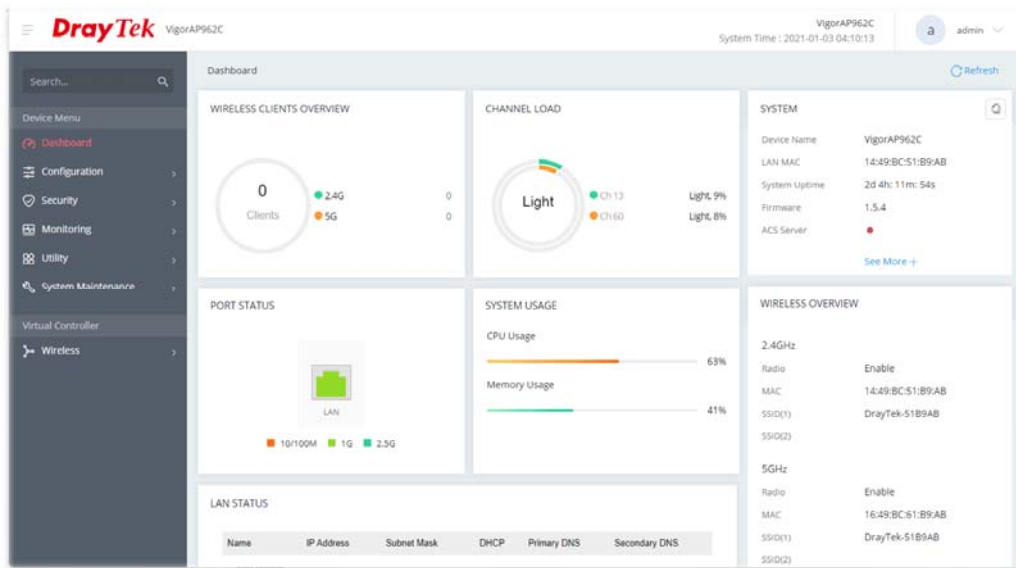 DrayTek VigorAP962C
VigorAP962C
System Time : 2021-01-03 04:10:13
a admin
Search...
Device Menu
Dashboard
Configuration
Security
Monitoring
Utility
System Maintenance
Virtual Controller
Wireless
Dashboard
Refresh
WIRELESS CLIENTS OVERVIEW
0
Clients
2.4G 0
5G 0
CHANNEL LOAD
Light
Ch 13 Light, 9%
Ch 60 Light, 8%
SYSTEM
Device Name VigorAP962C
LAN MAC 14:49:BC:51:B9:AB
System Uptime 2d 4h: 11m: 54s
Firmware 1.5.4
ACS Server
See More +
PORT STATUS
LAN
10/100M 1G 2.5G
SYSTEM USAGE
CPU Usage
63%
Memory Usage
41%
WIRELESS OVERVIEW
2.4GHz
Radio Enable
MAC 14:49:BC:51:B9:AB
SSID(1) DrayTek-51B9AB
SSID(2)
5GHz
Radio Enable
MAC 16:49:BC:61:B9:AB
SSID(1) DrayTek-51B9AB
SSID(2)
LAN STATUS
Name IP Address Subnet Mask DHCP Primary DNS Secondary DNS